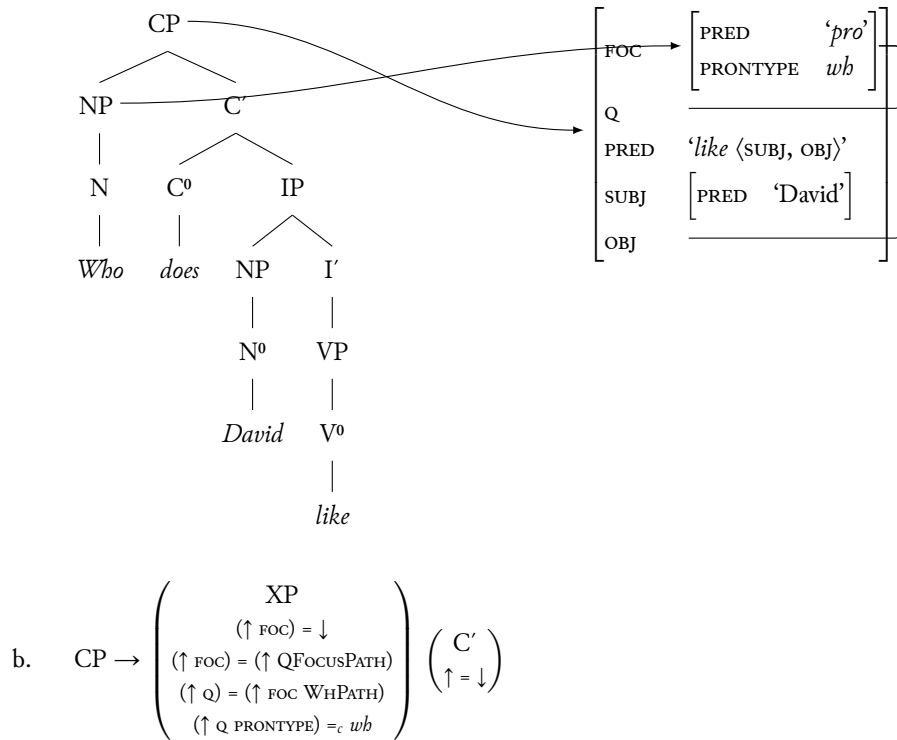 CP
FOC [PRED ‘pro’
PRONTYPE wh]
NP C′
Q
PRED ‘like ⟨SUBJ, OBJ⟩’
N C⁰ IP
SUBJ [PRED ‘David’]
OBJ
Who does NP I′
N⁰ VP
David V⁰
like
XP
(↑ FOC) = ↓
b. CP → (↑ FOC) = (↑ QFOCUSPATH) (C′ ↑ = ↓)
(↑ Q) = (↑ FOC WHPATH)
(↑ Q PRONTYPE) =c wh